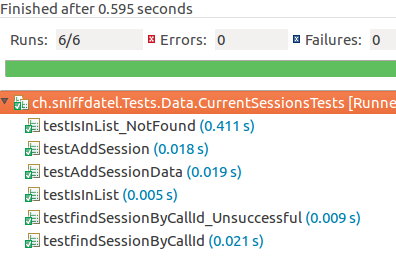 Finished after 0.595 seconds
Runs: 6/6 Errors: 0 Failures: 0
ch.sniffdatel.Tests.Data.CurrentSessionsTests [Runne
testIsInList_NotFound (0.411 s)
testAddSession (0.018 s)
testAddSessionData (0.019 s)
testIsInList (0.005 s)
testfindSessionByCallId_Unsuccessful (0.009 s)
testfindSessionByCallId (0.021 s)